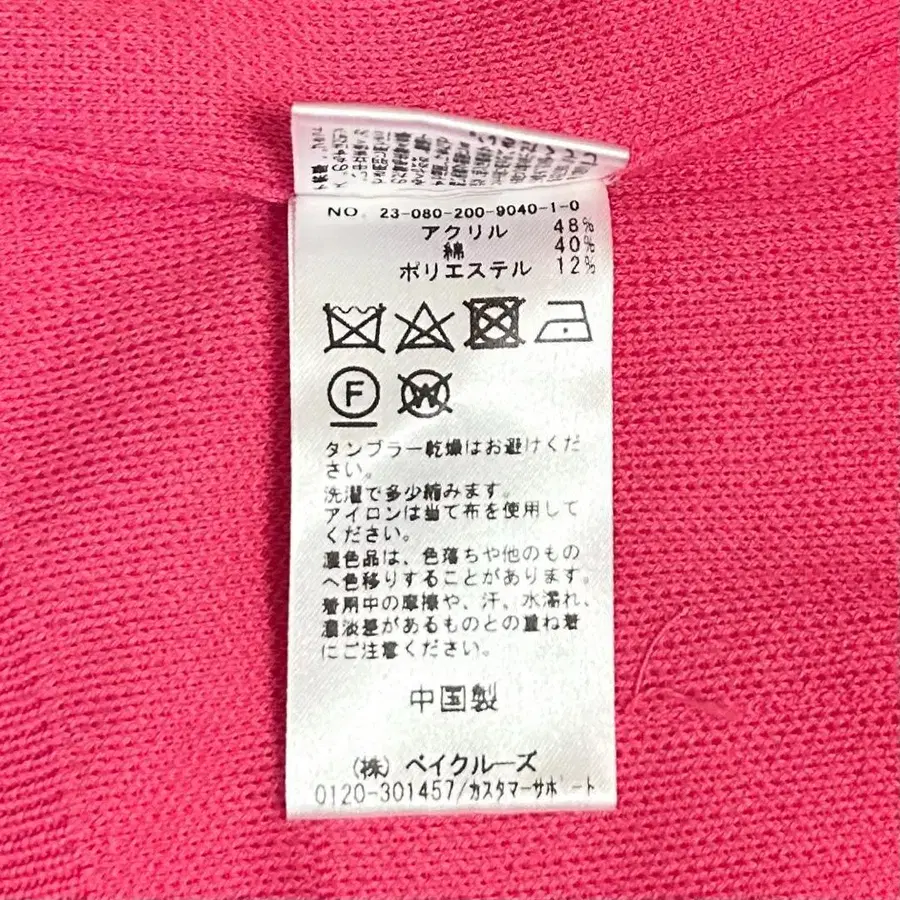 NO. 23-080-200-9040-1-0
アクリル 48%
綿 40%
ポリエステル 12%
F
W
タンブラー乾燥はお避けくだ
さい。
洗濯で多少縮みます。
アイロンは当て布を使用して
ください。
濃色品は、色落ちや他のもの
へ色移りすることがあります。
着用中の摩擦や、汗、水濡れ、
濃淡差があるものとの重ね着
にご注意ください。
中国製
(株) ベイクルーズ
0120-301457/カスタマーサポート